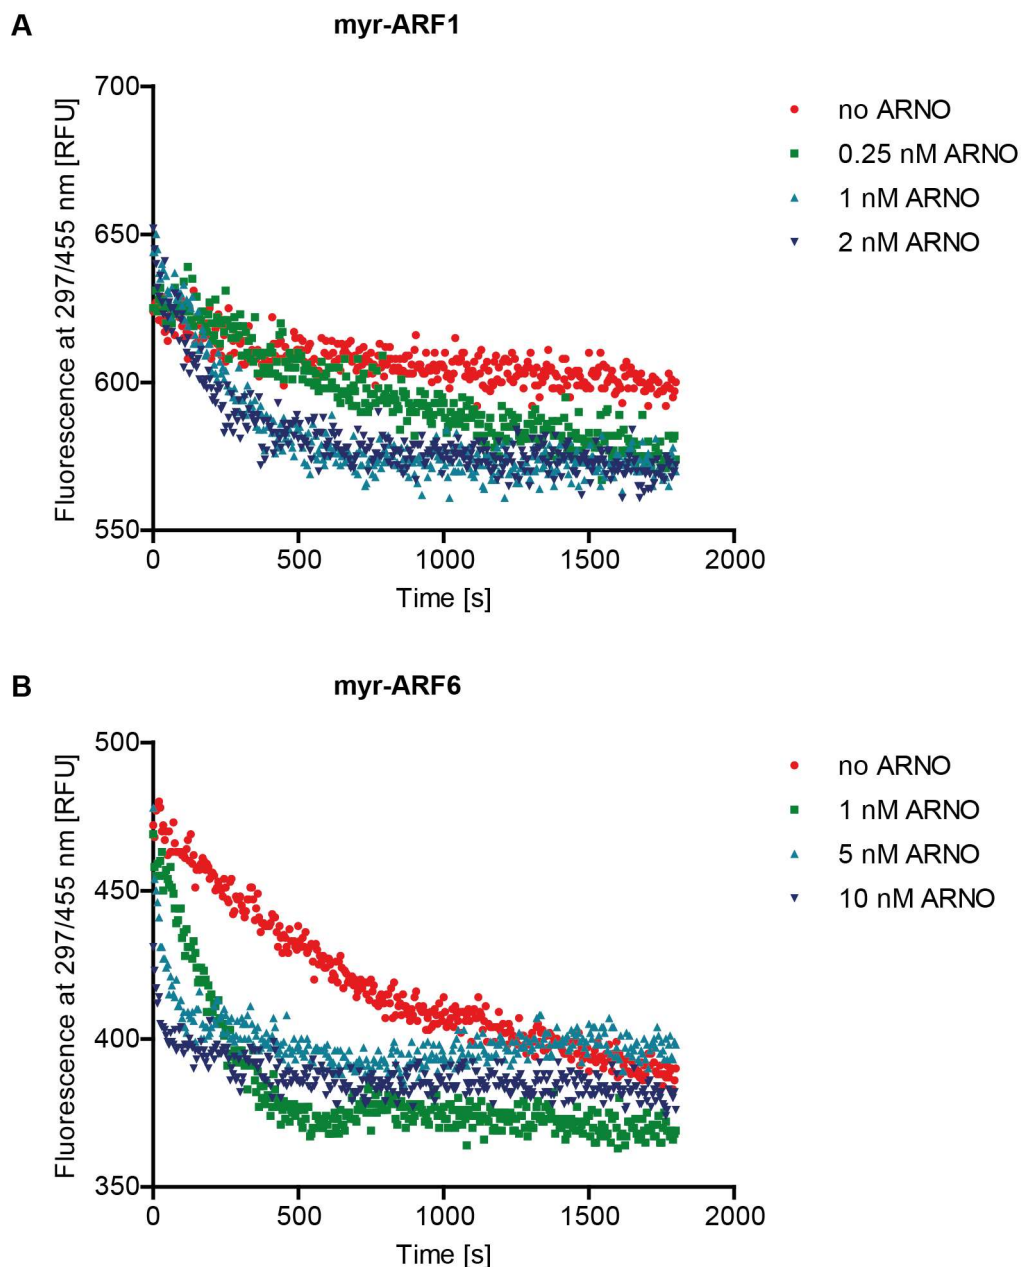 A
myr-ARF1
Fluorescence at 297/455 nm [RFU]
700
650
600
550
0 500 1000 1500 2000
Time [s]
no ARNO
0.25 nM ARNO
1 nM ARNO
2 nM ARNO
B
myr-ARF6
Fluorescence at 297/455 nm [RFU]
500
450
400
350
0 500 1000 1500 2000
Time [s]
no ARNO
1 nM ARNO
5 nM ARNO
10 nM ARNO